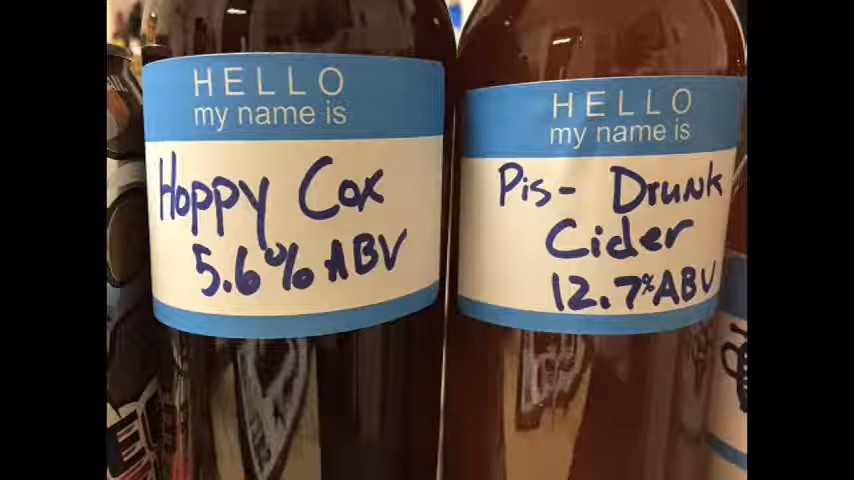 HELLO
my name is
Hoppy Cox
5.6% ABV
HELLO
my name is
Pis- Drunk
Cider
12.7% ABV